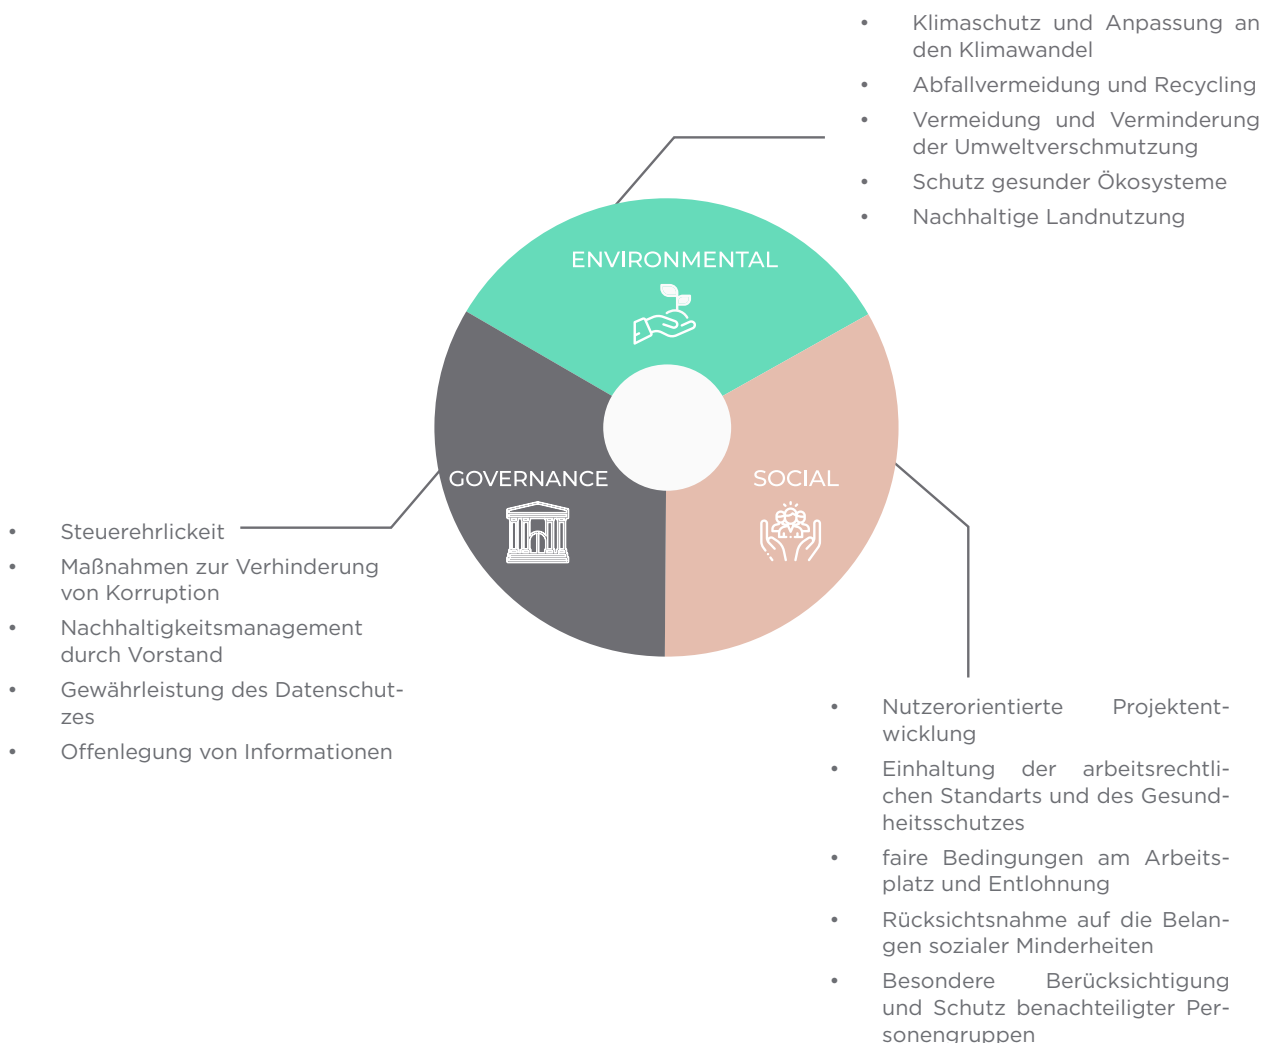 • Klimaschutz und Anpassung an
den Klimawandel
• Abfallvermeidung und Recycling
• Vermeidung und Verminderung
der Umweltverschmutzung
• Schutz gesunder Ökosysteme
• Nachhaltige Landnutzung
ENVIRONMENTAL
GOVERNANCE
SOCIAL
• Steuerehrlickeit
• Maßnahmen zur Verhinderung
von Korruption
• Nachhaltigkeitsmanagement
durch Vorstand
• Gewährleistung des Datenschut-
zes
• Offenlegung von Informationen
• Nutzerorientierte Projektent-
wicklung
• Einhaltung der arbeitsrechtli-
chen Standarts und des Gesund-
heitsschutzes
• faire Bedingungen am Arbeits-
platz und Entlohnung
• Rücksichtsnahme auf die Belan-
gen sozialer Minderheiten
• Besondere Berücksichtigung
und Schutz benachteiligter Per-
sonengruppen